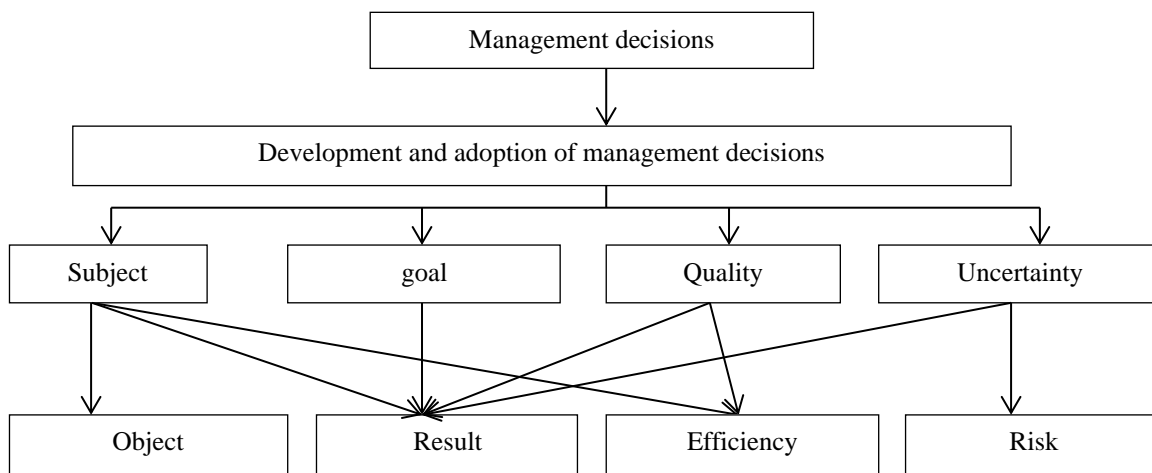 Management decisions
Development and adoption of management decisions
Subject
goal
Quality
Uncertainty
Object
Result
Efficiency
Risk